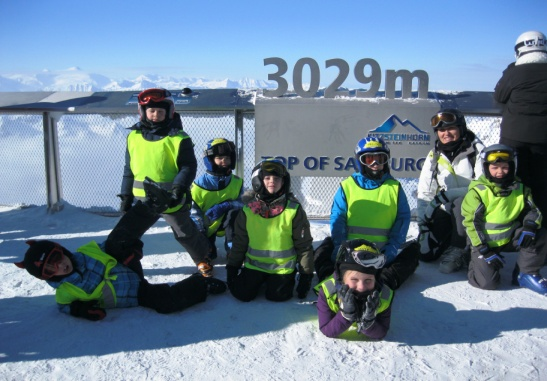 3029m
KITZSTEINHORN
TOP OF SALZBURG